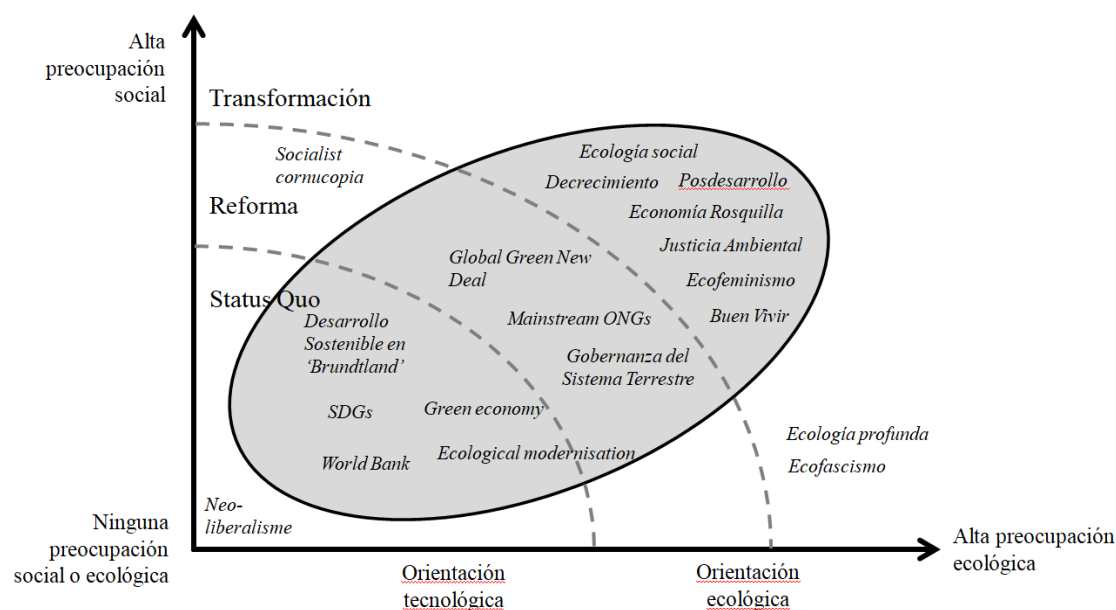 Alta
preocupación
social
Transformación
Socialist
cornucopia
Reforma
Status Quo
Ecología social
Decrecimiento
Posdesarrollo
Economía Rosquilla
Justicia Ambiental
Global Green New
Deal
Ecofeminismo
Mainstream ONGs
Buen Vivir
Desarrollo
Sostenible en
‘Brundtland’
Gobernanza del
Sistema Terrestre
SDGs
Green economy
World Bank
Ecological modernisation
Ecología profunda
Ecofascismo
Neo-
liberalisme
Ninguna
preocupación
social o ecológica
Orientación
tecnológica
Orientación
ecológica
Alta preocupación
ecológica